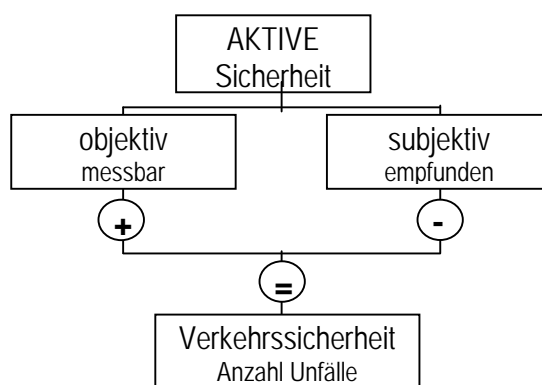 AKTIVE
Sicherheit
objektiv
messbar
subjektiv
empfunden
+
-
=
Verkehrssicherheit
Anzahl Unfälle